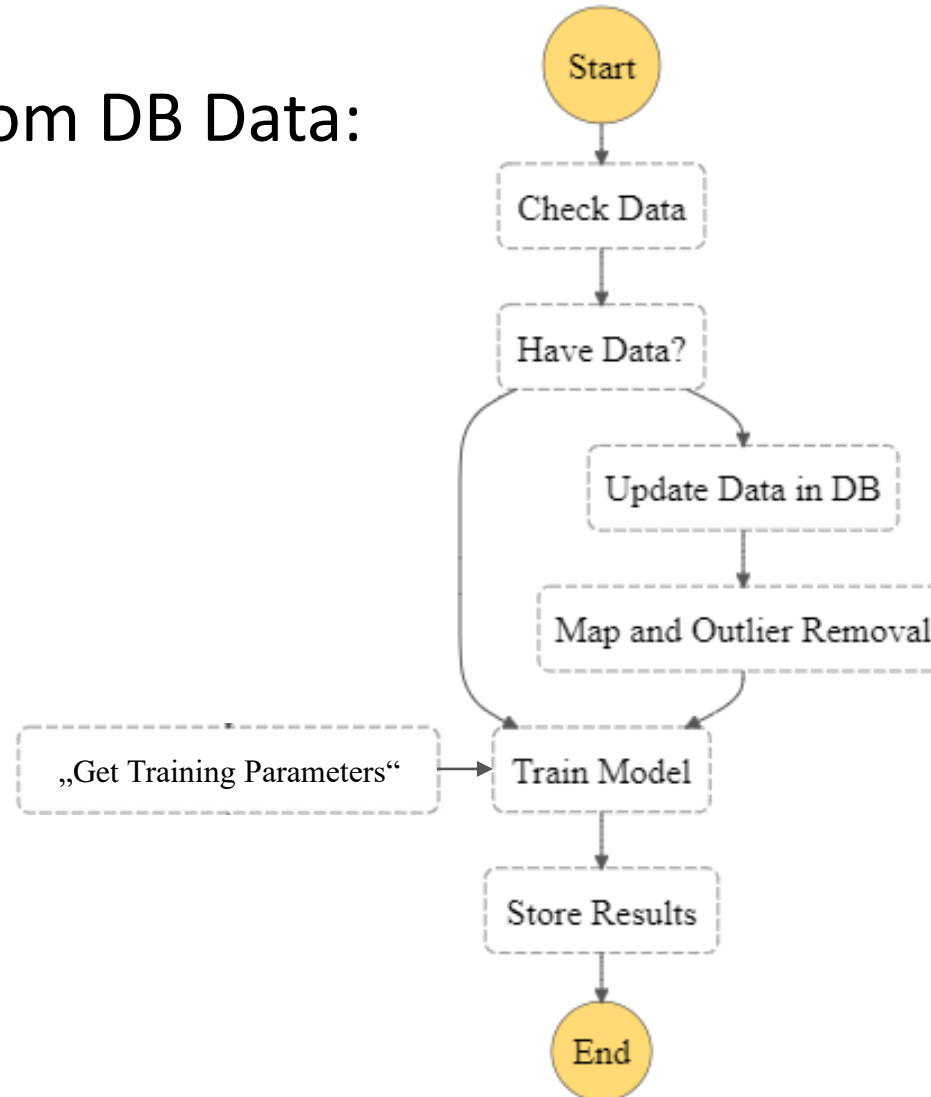 Start
om DB Data:
Check Data
Have Data?
Update Data in DB
Map and Outlier Removal
„Get Training Parameters“
Train Model
Store Results
End